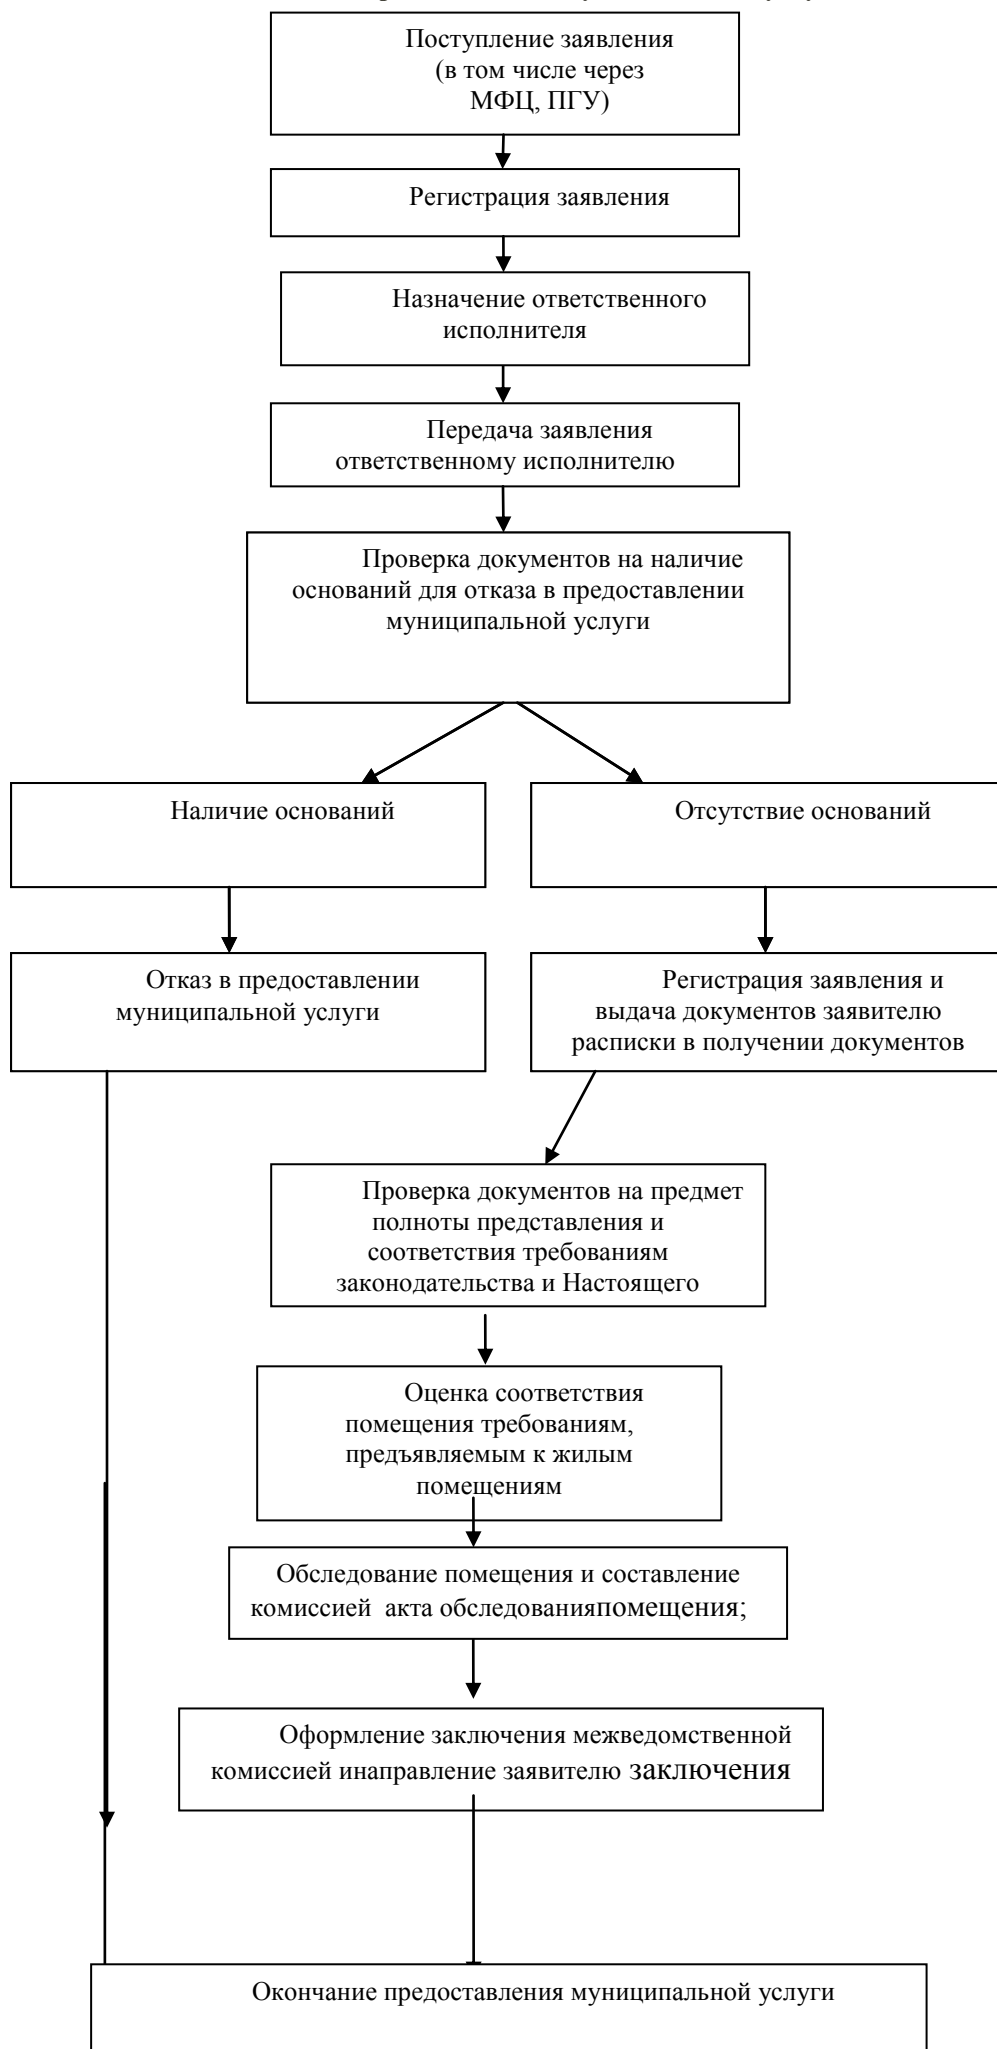 Поступление заявления
(в том числе через
МФЦ, ПГУ)
Регистрация заявления
Назначение ответственного
исполнителя
Передача заявления
ответственному исполнителю
Проверка документов на наличие
оснований для отказа в предоставлении
муниципальной услуги
Наличие оснований
Отсутствие оснований
Отказ в предоставлении
муниципальной услуги
Регистрация заявления и
выдача документов заявителю
расписки в получении документов
Проверка документов на предмет
полноты представления и
соответствия требованиям
законодательства и Настоящего
Оценка соответствия
помещения требованиям,
предъявляемым к жилым
помещениям
Обследование помещения и составление
комиссией акта обследованияпомещения;
Оформление заключения межведомственной
комиссией инаправление заявителю заключения
Окончание предоставления муниципальной услуги